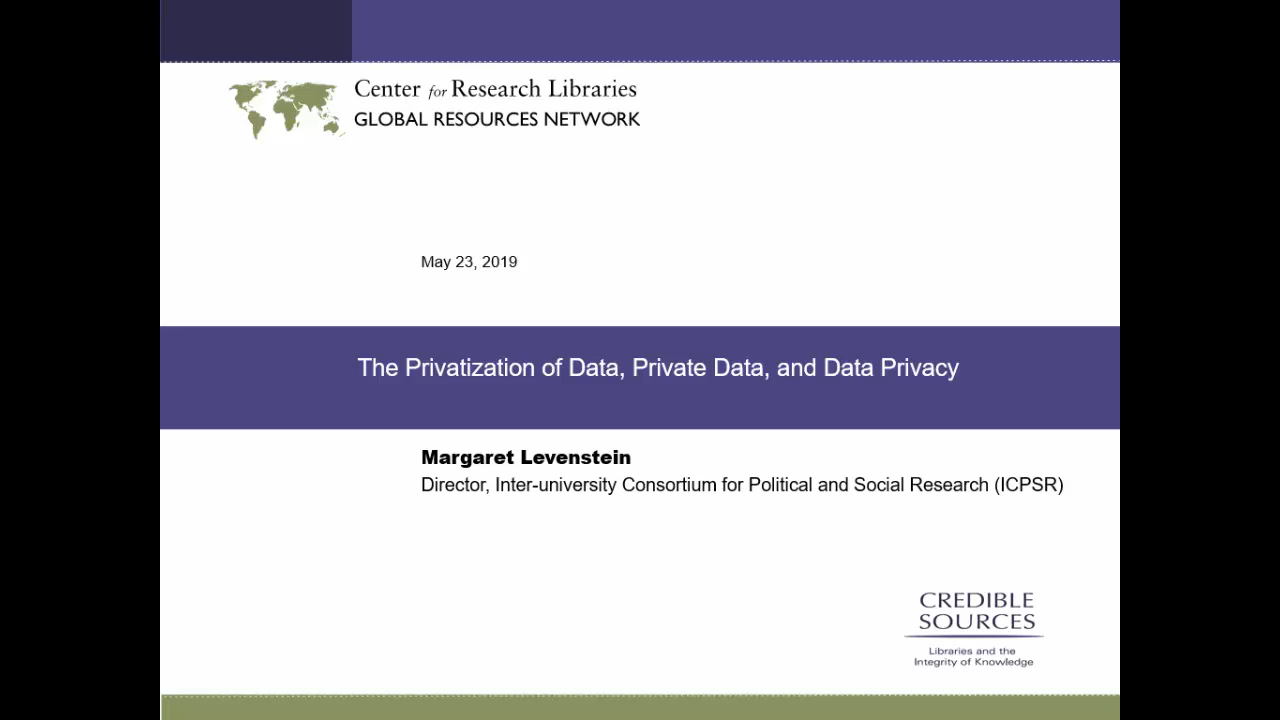 Center for Research Libraries
GLOBAL RESOURCES NETWORK
May 23, 2019
The Privatization of Data, Private Data, and Data Privacy
Margaret Levenstein
Director, Inter-university Consortium for Political and Social Research (ICPSR)
CREDIBLE
SOURCES
Libraries and the
Integrity of Knowledge